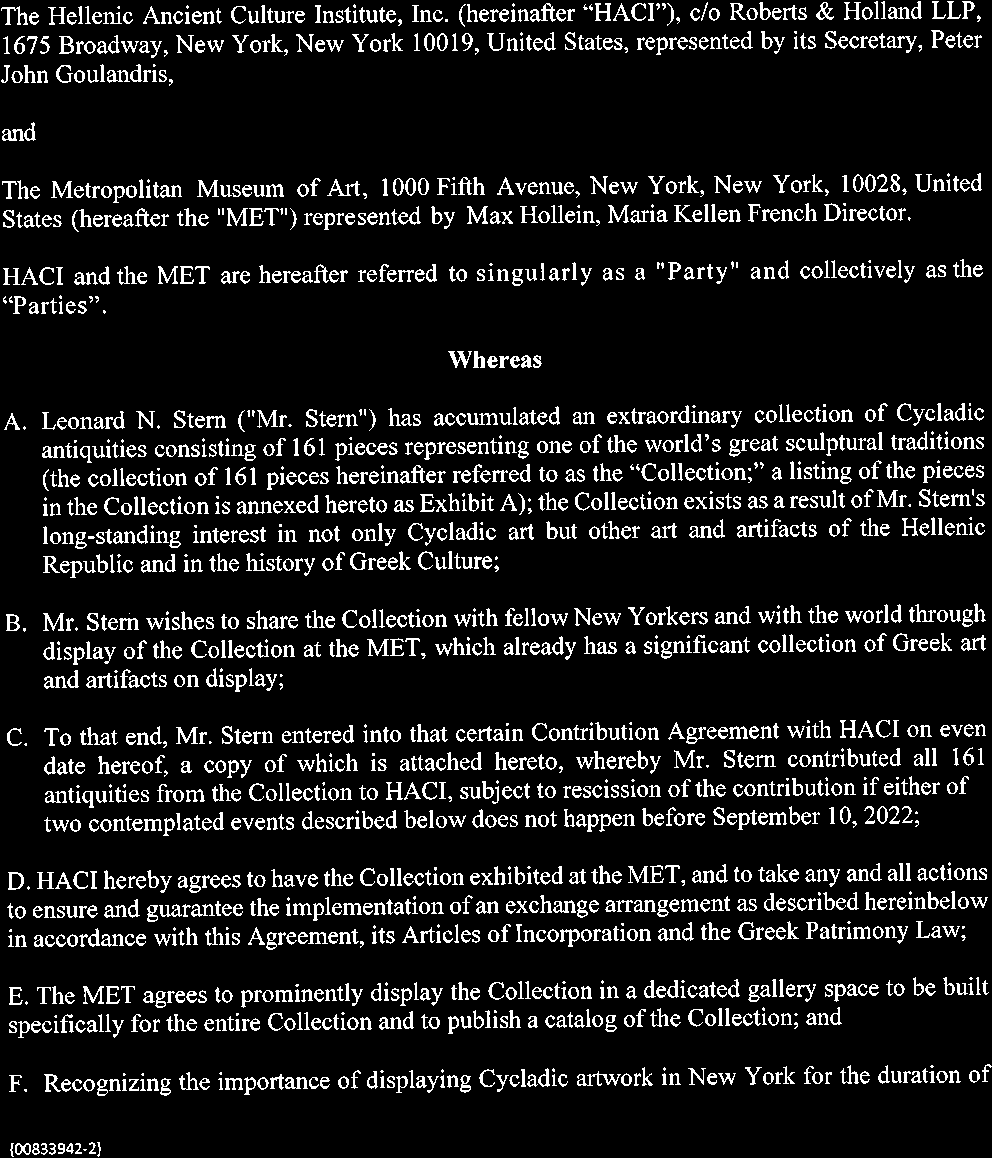 The Hellenic Ancient Culture Institute, Inc. (hereinafter “HACI”), c/o Roberts & Holland LLP,
1675 Broadway, New York, New York 10019, United States, represented by its Secretary, Peter
John Goulandris,
and
The Metropolitan Museum of Art, 1000 Fifth Avenue, New York, New York, 10028, United
States (hereafter the "MET") represented by Max Hollein, Maria Kellen French Director.
HACI and the MET are hereafter referred to singularly as a "Party" and collectively as the
“Parties”.
Whereas
A. Leonard N. Stern ("Mr. Stern") has accumulated an extraordinary collection of Cycladic
antiquities consisting of 161 pieces representing one of the world’s great sculptural traditions
(the collection of 161 pieces hereinafter referred to as the “Collection;” a listing of the pieces
in the Collection is annexed hereto as Exhibit A); the Collection exists as a result of Mr. Stern's
long-standing interest in not only Cycladic art but other art and artifacts of the Hellenic
Republic and in the history of Greek Culture;
B. Mr. Stern wishes to share the Collection with fellow New Yorkers and with the world through
display of the Collection at the MET, which already has a significant collection of Greek art
and artifacts on display;
C. To that end, Mr. Stern entered into that certain Contribution Agreement with HACI on even
date hereof, a copy of which is attached hereto, whereby Mr. Stern contributed all 161
antiquities from the Collection to HACI, subject to rescission of the contribution if either of
two contemplated events described below does not happen before September 10, 2022;
D. HACI hereby agrees to have the Collection exhibited at the MET, and to take any and all actions
to ensure and guarantee the implementation of an exchange arrangement as described hereinbelow
in accordance with this Agreement, its Articles of Incorporation and the Greek Patrimony Law;
E. The MET agrees to prominently display the Collection in a dedicated gallery space to be built
specifically for the entire Collection and to publish a catalog of the Collection; and
F. Recognizing the importance of displaying Cycladic artwork in New York for the duration of
{00833942-2}